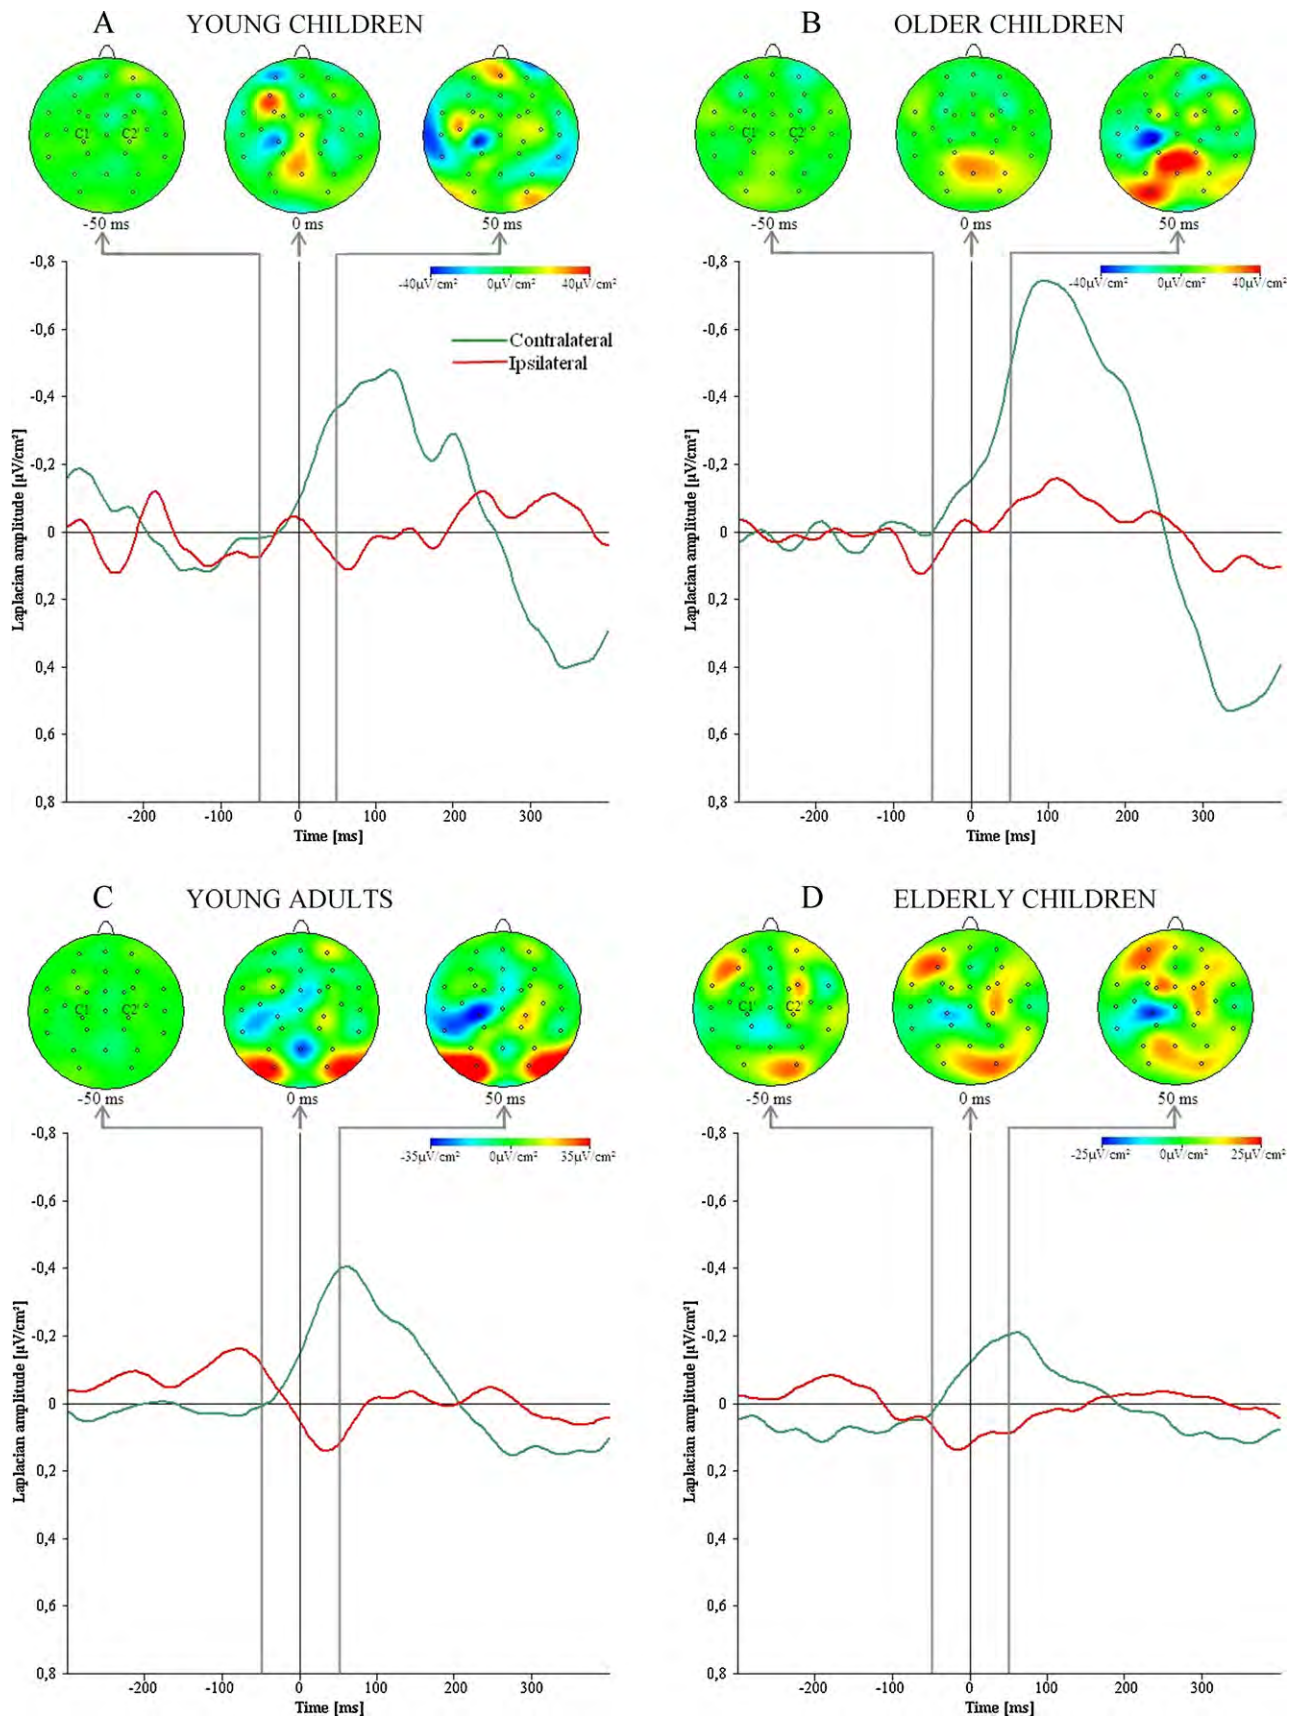 A YOUNG CHILDREN
C1 C2'
-50 ms 0 ms 50 ms
-40µV/cm² 0µV/cm² 40µV/cm²
Contralateral
Ipsilateral
Laplacian amplitude [µV/cm²]
-0,8
-0,6
-0,4
-0,2
0
0,2
0,4
0,6
0,8
-200 -100 0 100 200 300
Time [ms]
B OLDER CHILDREN
C1' C2'
-50 ms 0 ms 50 ms
-40µV/cm² 0µV/cm² 40µV/cm²
Laplacian amplitude [µV/cm²]
-0,8
-0,6
-0,4
-0,2
0
0,2
0,4
0,6
0,8
-200 -100 0 100 200 300
Time [ms]
C YOUNG ADULTS
C1 C2'
-50 ms 0 ms 50 ms
-35µV/cm² 0µV/cm² 35µV/cm²
Laplacian amplitude [µV/cm²]
-0,8
-0,6
-0,4
-0,2
0
0,2
0,4
0,6
0,8
-200 -100 0 100 200 300
Time [ms]
D ELDERLY CHILDREN
C1' C2'
-50 ms 0 ms 50 ms
-25µV/cm² 0µV/cm² 25µV/cm²
Laplacian amplitude [µV/cm²]
-0,8
-0,6
-0,4
-0,2
0
0,2
0,4
0,6
0,8
-200 -100 0 100 200 300
Time [ms]